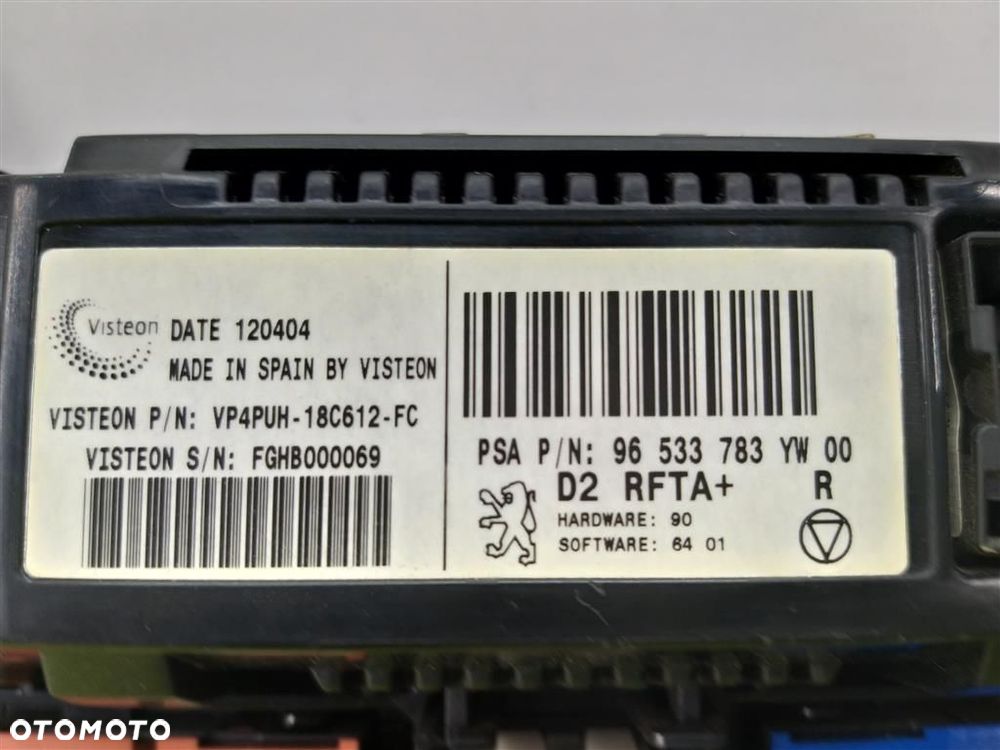 Visteon DATE 120404
MADE IN SPAIN BY VISTEON
VISTEON P/N: VP4PUH-18C612-FC
VISTEON S/N: FGHB000069
PSA P/N: 96 533 783 YW 00
D2 RFTA+ R
HARDWARE: 90
SOFTWARE: 64 01
OTOMOTO